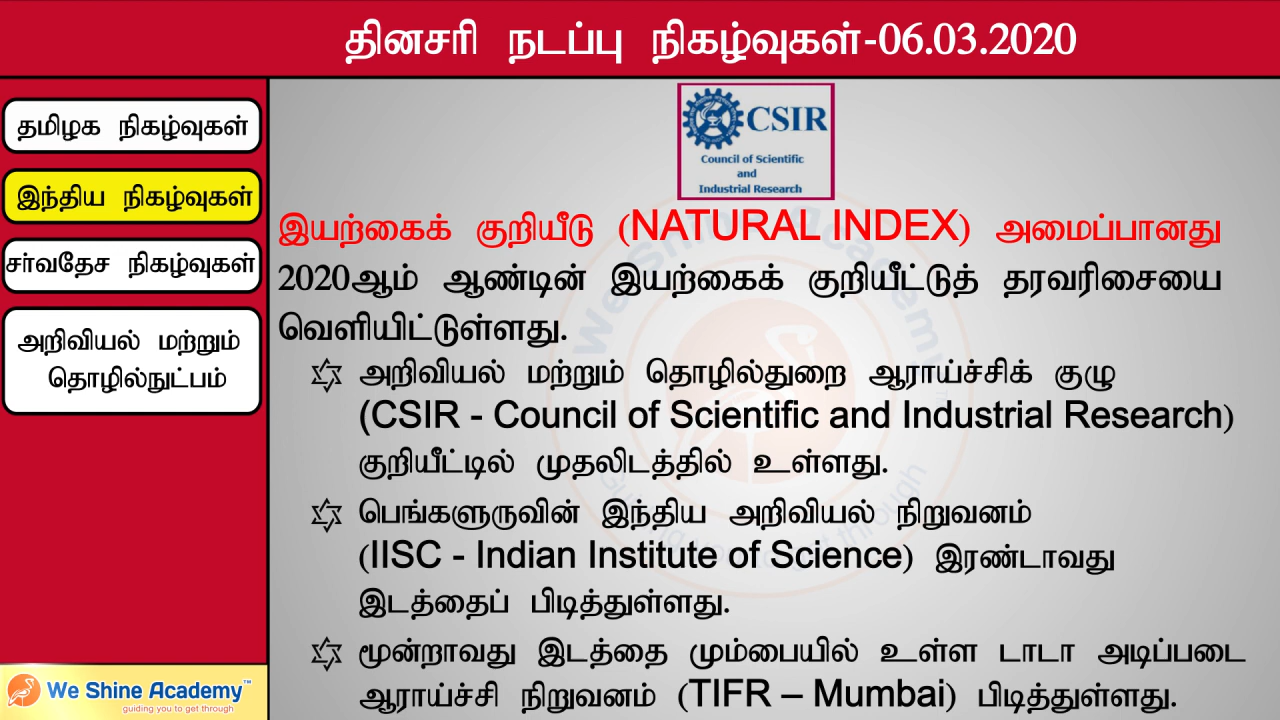 தினசரி நடப்பு நிகழ்வுகள்-06.03.2020
தமிழக நிகழ்வுகள்
இந்திய நிகழ்வுகள்
சர்வதேச நிகழ்வுகள்
அறிவியல் மற்றும்
தொழில்நுட்பம்
CSIR
Council of Scientific
and
Industrial Research
இயற்கைக் குறியீடு (NATURAL INDEX) அமைப்பானது
2020ஆம் ஆண்டின் இயற்கைக் குறியீட்டுத் தரவரிசையை
வெளியிட்டுள்ளது.
அறிவியல் மற்றும் தொழில்துறை ஆராய்ச்சிக் குழு
(CSIR - Council of Scientific and Industrial Research)
குறியீட்டில் முதலிடத்தில் உள்ளது.
பெங்களுருவின் இந்திய அறிவியல் நிறுவனம்
(IISC - Indian Institute of Science) இரண்டாவது
இடத்தைப் பிடித்துள்ளது.
மூன்றாவது இடத்தை மும்பையில் உள்ள டாடா அடிப்படை
ஆராய்ச்சி நிறுவனம் (TIFR – Mumbai) பிடித்துள்ளது.
We Shine Academy™
guiding you to get through